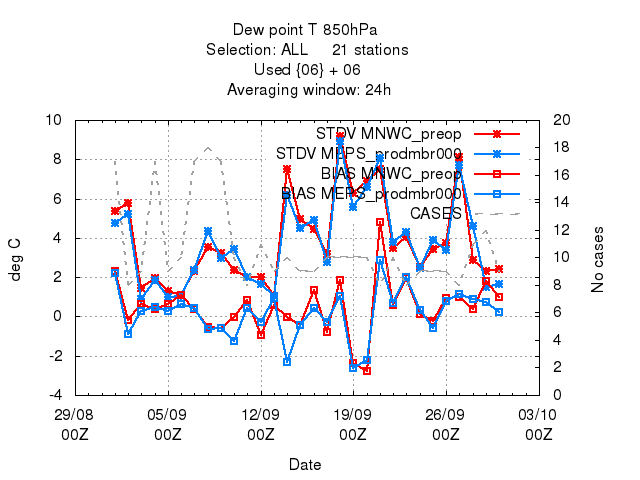 Dew point T 850hPa
Selection: ALL 21 stations
Used {06} + 06
Averaging window: 24h
STDV MNWC_preop
STDV MEPS_prodmbr000
BIAS MNWC_preop
BIAS MEPS_prodmbr000
CASES
10
8
6
4
2
0
-2
-4
deg C
20
18
16
14
12
10
8
6
4
2
0
No cases
29/08 05/09 12/09 19/09 26/09 03/10
00Z 00Z 00Z 00Z 00Z 00Z
Date